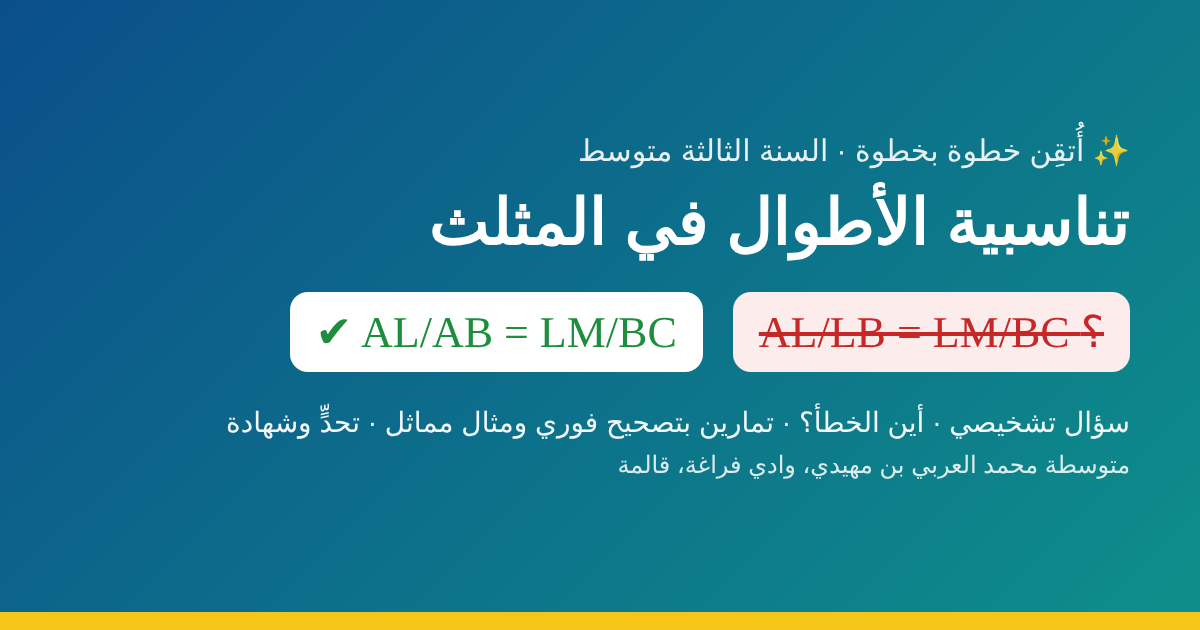 ✨ أُتقِن خطوة بخطوة · السنة الثالثة متوسط
تناسبية الأطوال في المثلث
AL/LB = LM/BC ؟
✔ AL/AB = LM/BC
سؤال تشخيصي · أين الخطأ؟ · تمارين بتصحيح فوري ومثال مماثل · تحدٍّ وشهادة
متوسطة محمد العربي بن مهيدي، وادي فراغة، قالمة